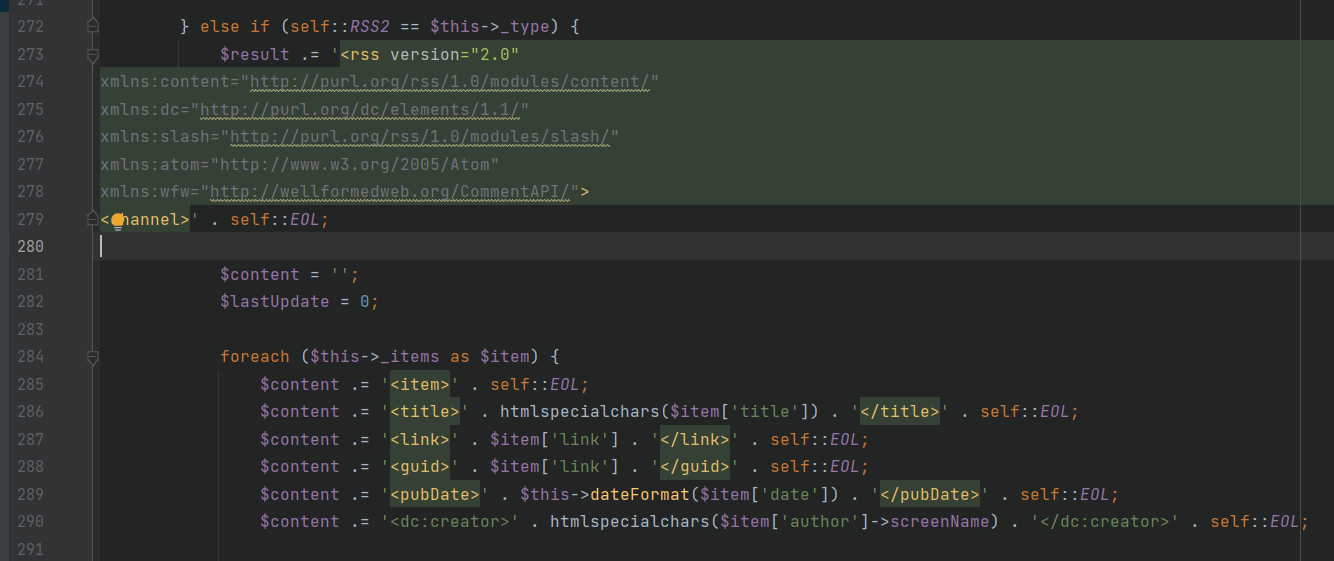 271
272 } else if (self::RSS2 == $this->_type) {
273 $result .= '<rss version="2.0"
274 xmlns:content="http://purl.org/rss/1.0/modules/content/"
275 xmlns:dc="http://purl.org/dc/elements/1.1/"
276 xmlns:slash="http://purl.org/rss/1.0/modules/slash/"
277 xmlns:atom="http://www.w3.org/2005/Atom"
278 xmlns:wfw="http://wellformedweb.org/CommentAPI/">
279 <channel>' . self::EOL;
280
281 $content = '';
282 $lastUpdate = 0;
283
284 foreach ($this->_items as $item) {
285 $content .= '<item>' . self::EOL;
286 $content .= '<title>' . htmlspecialchars($item['title']) . '</title>' . self::EOL;
287 $content .= '<link>' . $item['link'] . '</link>' . self::EOL;
288 $content .= '<guid>' . $item['link'] . '</guid>' . self::EOL;
289 $content .= '<pubDate>' . $this->dateFormat($item['date']) . '</pubDate>' . self::EOL;
290 $content .= '<dc:creator>' . htmlspecialchars($item['author']->screenName) . '</dc:creator>' . self::EOL;
291